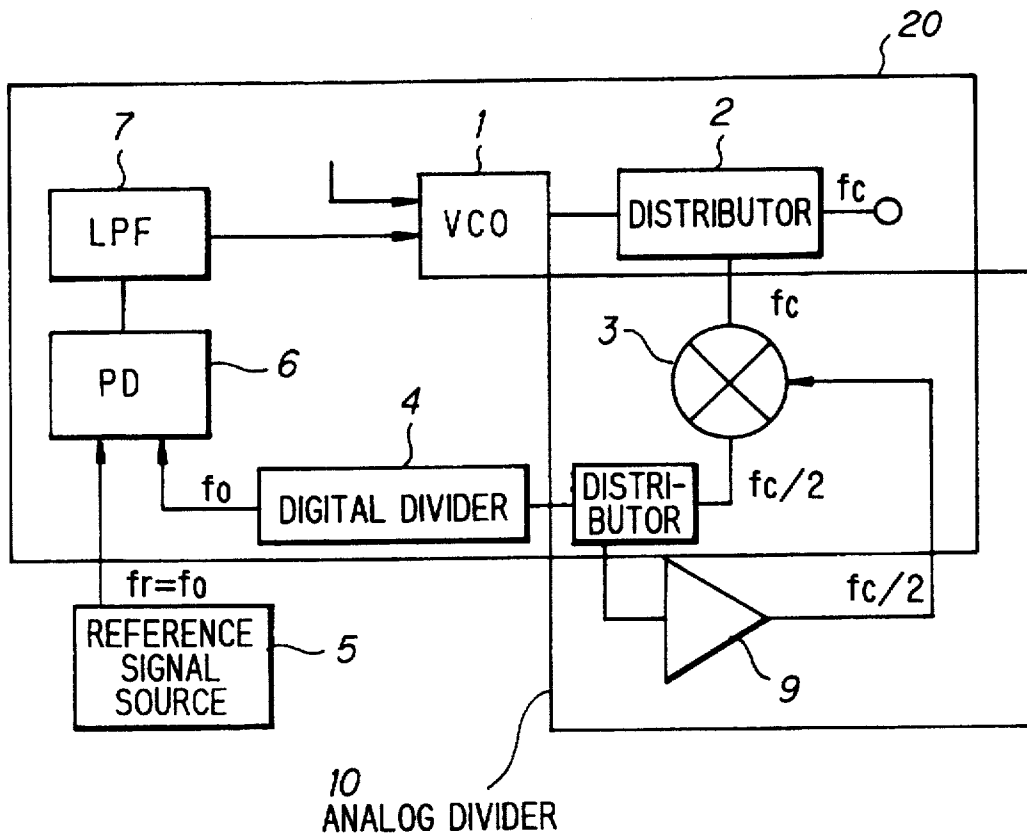 20
7
1
2
LPF
VCO
DISTRIBUTOR
fc
fc
3
PD
6
4
fo
DIGITAL DIVIDER
DISTRI-
BUTOR
fc/2
fr=fo
fc/2
REFERENCE
SIGNAL
SOURCE
5
9
10
ANALOG DIVIDER